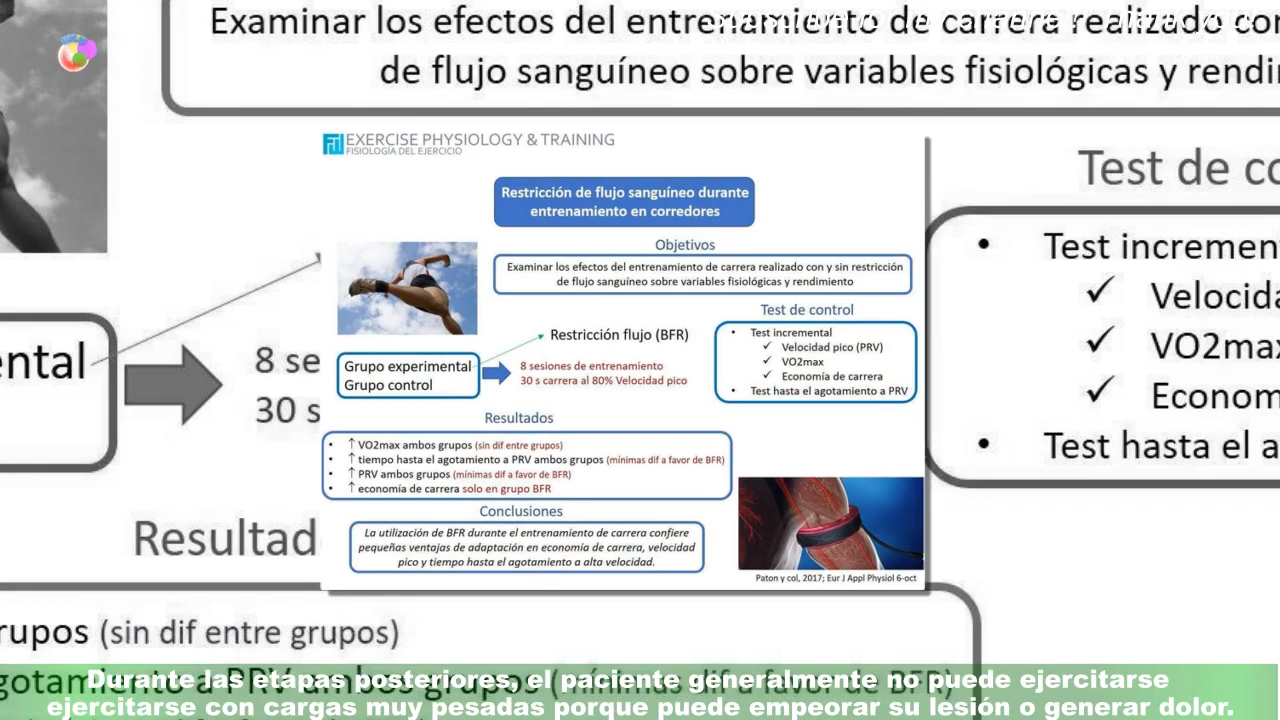 Examinar los efectos del entrenamiento de carrera realizado con
de flujo sanguíneo sobre variables fisiológicas y
EXERCISE PHYSIOLOGY & TRAINING
FISIOLOGÍA DEL EJERCICIO
Restricción de flujo sanguíneo durante
entrenamiento en corredores
Objetivos
Examinar los efectos del entrenamiento de carrera realizado con y sin restricción
de flujo sanguíneo sobre variables fisiológicas y rendimiento
Test de control
• Test incremental
✓ Velocidad pico (PRV)
✓ VO2max
✓ Economía de carrera
• Test hasta el agotamiento a PRV
Restricción flujo (BFR)
Grupo experimental
Grupo control
8 sesiones de entrenamiento
30 s carrera al 80% Velocidad pico
Resultados
• ↑ VO2max ambos grupos (sin dif entre grupos)
• ↑ tiempo hasta el agotamiento a PRV ambos grupos (mínimas dif a favor de BFR)
• ↑ PRV ambos grupos (mínimas dif a favor de BFR)
• ↑ economía de carrera solo en grupo BFR
Conclusiones
La utilización de BFR durante el entrenamiento de carrera confiere
pequeñas ventajas de adaptación en economía de carrera, velocidad
pico y tiempo hasta el agotamiento a alta velocidad.
Paton y col, 2017; Eur J Appl Physiol 6-oct
Test de
• Test
✓
✓ VO2max
✓
• Test hasta el
ental
8
30 s
Resultad
rupos (sin dif entre grupos)
gotamiento a PRV ambos grupos (mínimas dif a favor de BFR)
Durante las etapas posteriores, el paciente generalmente no puede ejercitarse
ejercitarse con cargas muy pesadas porque puede empeorar su lesión o generar dolor.